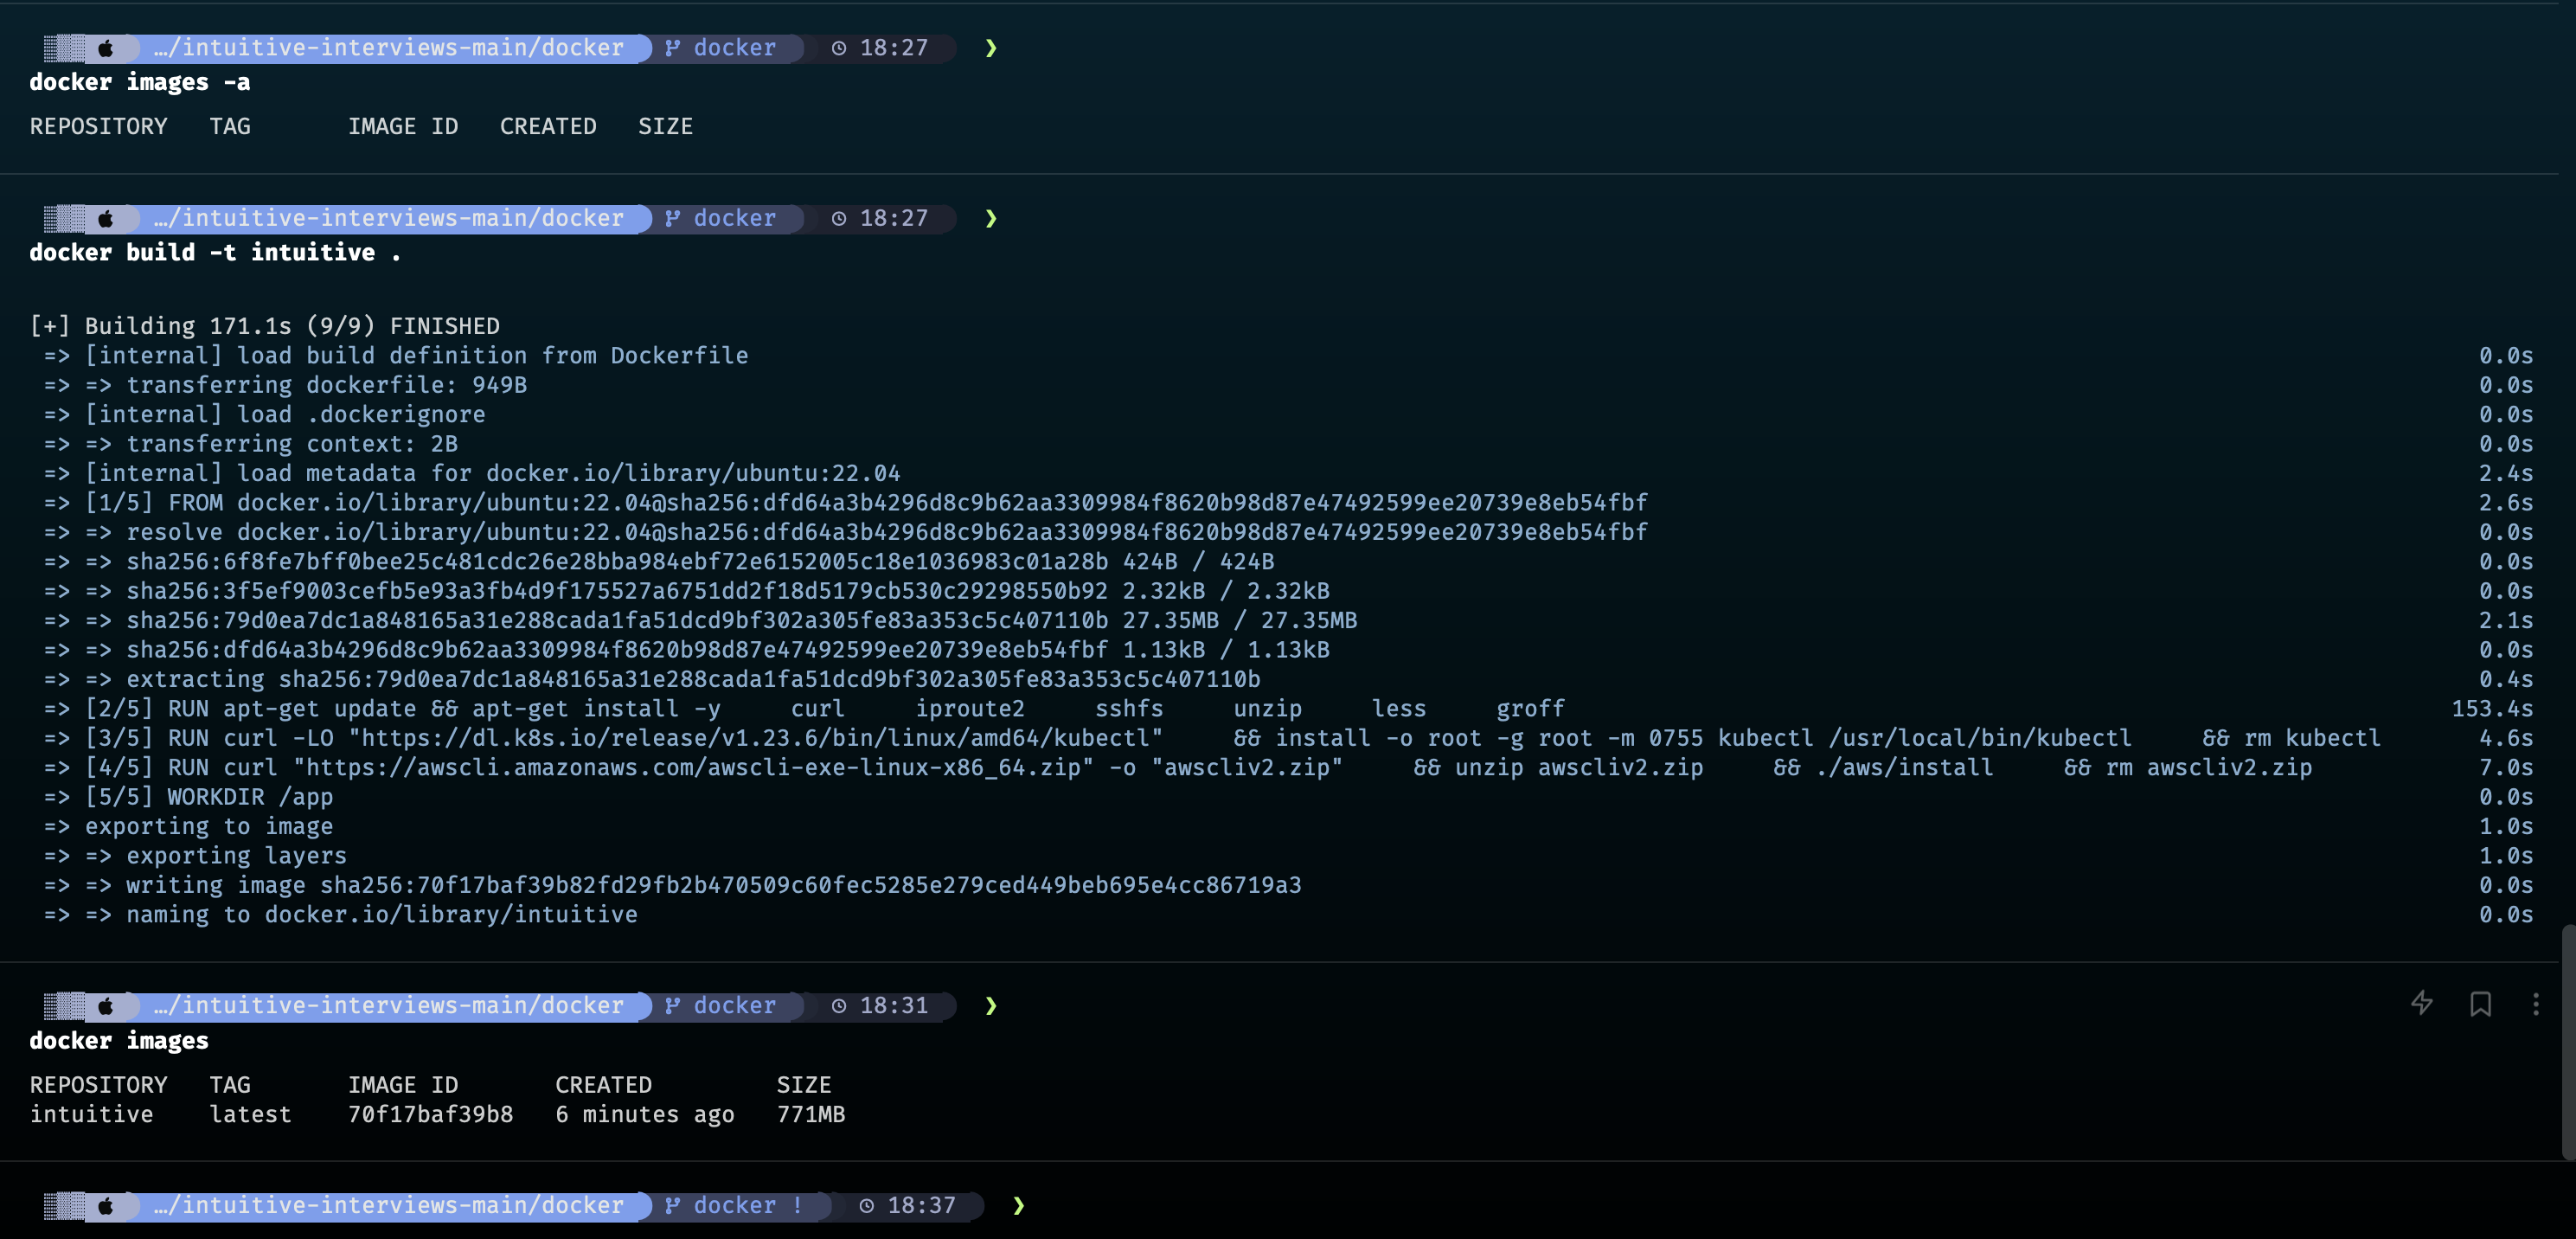 …/intuitive-interviews-main/docker docker 18:27 ❯
docker images -a
REPOSITORY TAG IMAGE ID CREATED SIZE
…/intuitive-interviews-main/docker docker 18:27 ❯
docker build -t intuitive .
[+] Building 171.1s (9/9) FINISHED
=> [internal] load build definition from Dockerfile 0.0s
=> => transferring dockerfile: 949B 0.0s
=> [internal] load .dockerignore 0.0s
=> => transferring context: 2B 0.0s
=> [internal] load metadata for docker.io/library/ubuntu:22.04 2.4s
=> [1/5] FROM docker.io/library/ubuntu:22.04@sha256:dfd64a3b4296d8c9b62aa3309984f8620b98d87e47492599ee20739e8eb54fbf 2.6s
=> => resolve docker.io/library/ubuntu:22.04@sha256:dfd64a3b4296d8c9b62aa3309984f8620b98d87e47492599ee20739e8eb54fbf 0.0s
=> => sha256:6f8fe7bff0bee25c481cdc26e28bba984ebf72e6152005c18e1036983c01a28b 424B / 424B 0.0s
=> => sha256:3f5ef9003cefb5e93a3fb4d9f175527a6751dd2f18d5179cb530c29298550b92 2.32kB / 2.32kB 0.0s
=> => sha256:79d0ea7dc1a848165a31e288cada1fa51dcd9bf302a305fe83a353c5c407110b 27.35MB / 27.35MB 2.1s
=> => sha256:dfd64a3b4296d8c9b62aa3309984f8620b98d87e47492599ee20739e8eb54fbf 1.13kB / 1.13kB 0.0s
=> => extracting sha256:79d0ea7dc1a848165a31e288cada1fa51dcd9bf302a305fe83a353c5c407110b 0.4s
=> [2/5] RUN apt-get update && apt-get install -y curl iproute2 sshfs unzip less groff 153.4s
=> [3/5] RUN curl -LO "https://dl.k8s.io/release/v1.23.6/bin/linux/amd64/kubectl" && install -o root -g root -m 0755 kubectl /usr/local/bin/kubectl && rm kubectl 4.6s
=> [4/5] RUN curl "https://awscli.amazonaws.com/awscli-exe-linux-x86_64.zip" -o "awscliv2.zip" && unzip awscliv2.zip && ./aws/install && rm awscliv2.zip 7.0s
=> [5/5] WORKDIR /app 0.0s
=> exporting to image 1.0s
=> => exporting layers 1.0s
=> => writing image sha256:70f17baf39b82fd29fb2b470509c60fec5285e279ced449beb695e4cc86719a3 0.0s
=> => naming to docker.io/library/intuitive 0.0s
…/intuitive-interviews-main/docker docker 18:31 ❯
docker images
REPOSITORY TAG IMAGE ID CREATED SIZE
intuitive latest 70f17baf39b8 6 minutes ago 771MB
…/intuitive-interviews-main/docker docker ! 18:37 ❯